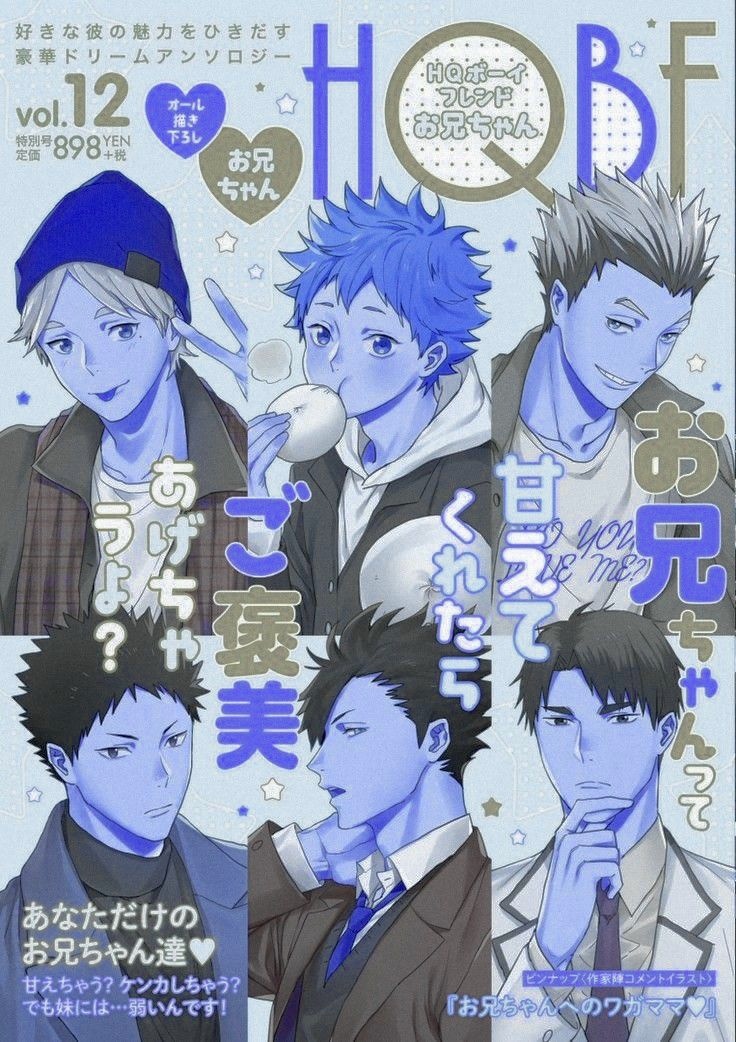 好きな彼の魅力をひきだす
豪華ドリームアンソロジー
HQBF
HQボーイ
フレンド
お兄ちゃん
vol.12
特別号
定価 898YEN
+税
オール
描き
下ろし
お兄
ちゃん
お兄ちゃんって
甘えて
くれたら
ご褒美
あげちゃ
うよ?
あなただけの
お兄ちゃん達♥
甘えちゃう? ケンカしちゃう?
でも妹には…弱いんです!
ピンナップ〈作家陣コメントイラスト〉
『お兄ちゃんへのワガママ♥』